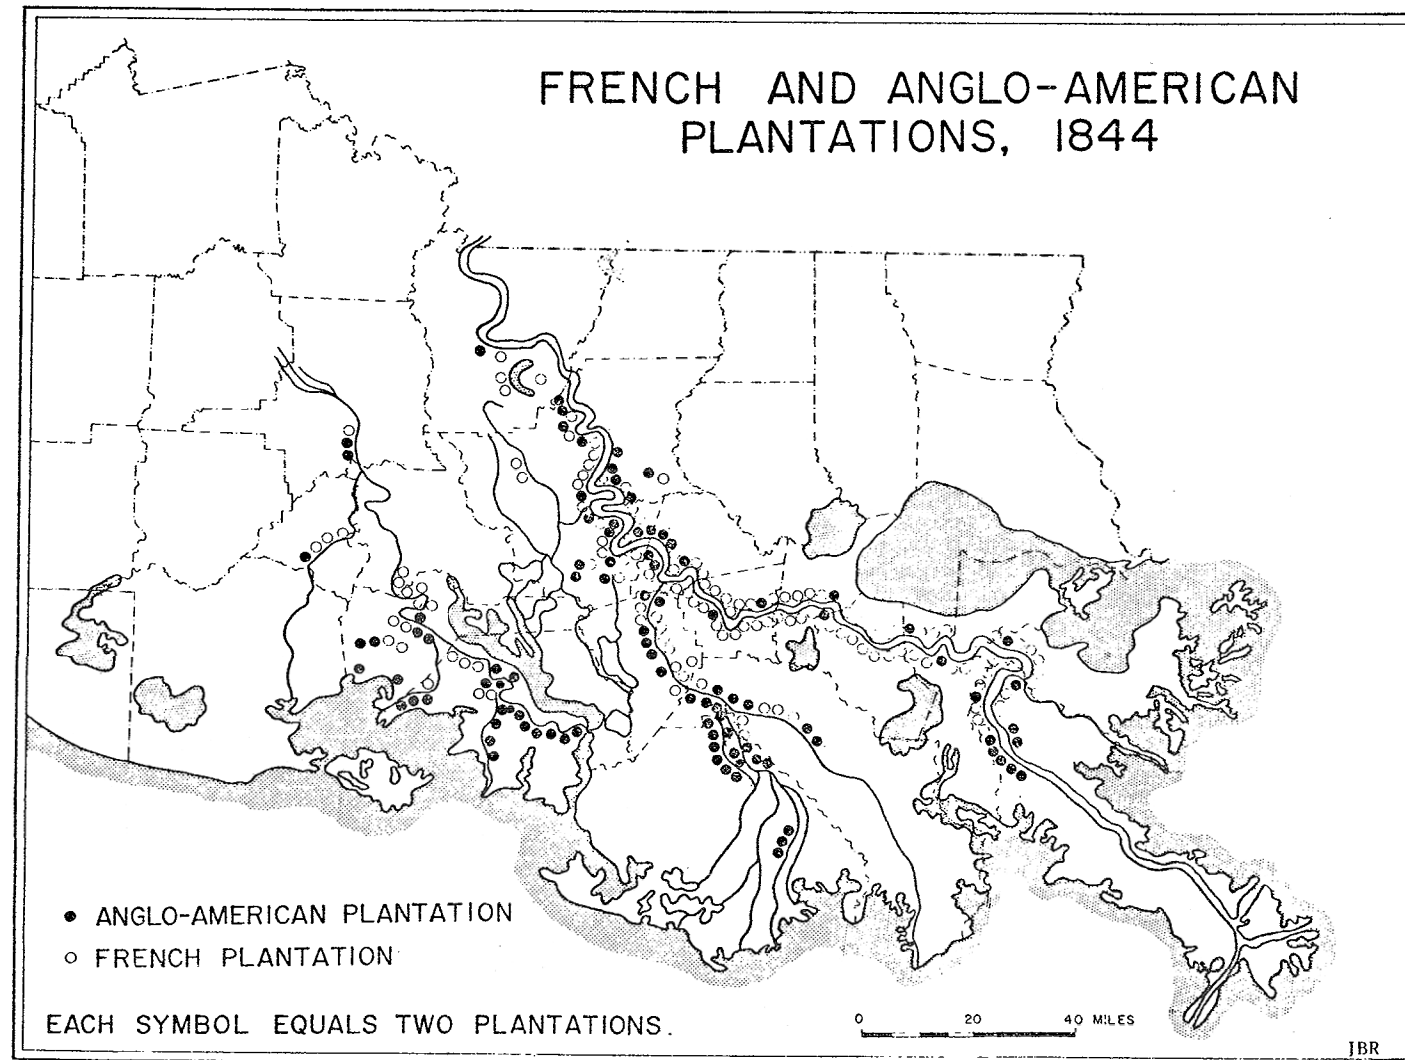 FRENCH AND ANGLO-AMERICAN
PLANTATIONS, 1844
ANGLO-AMERICAN PLANTATION
FRENCH PLANTATION
EACH SYMBOL EQUALS TWO PLANTATIONS.
0 20 40 MILES
JBR